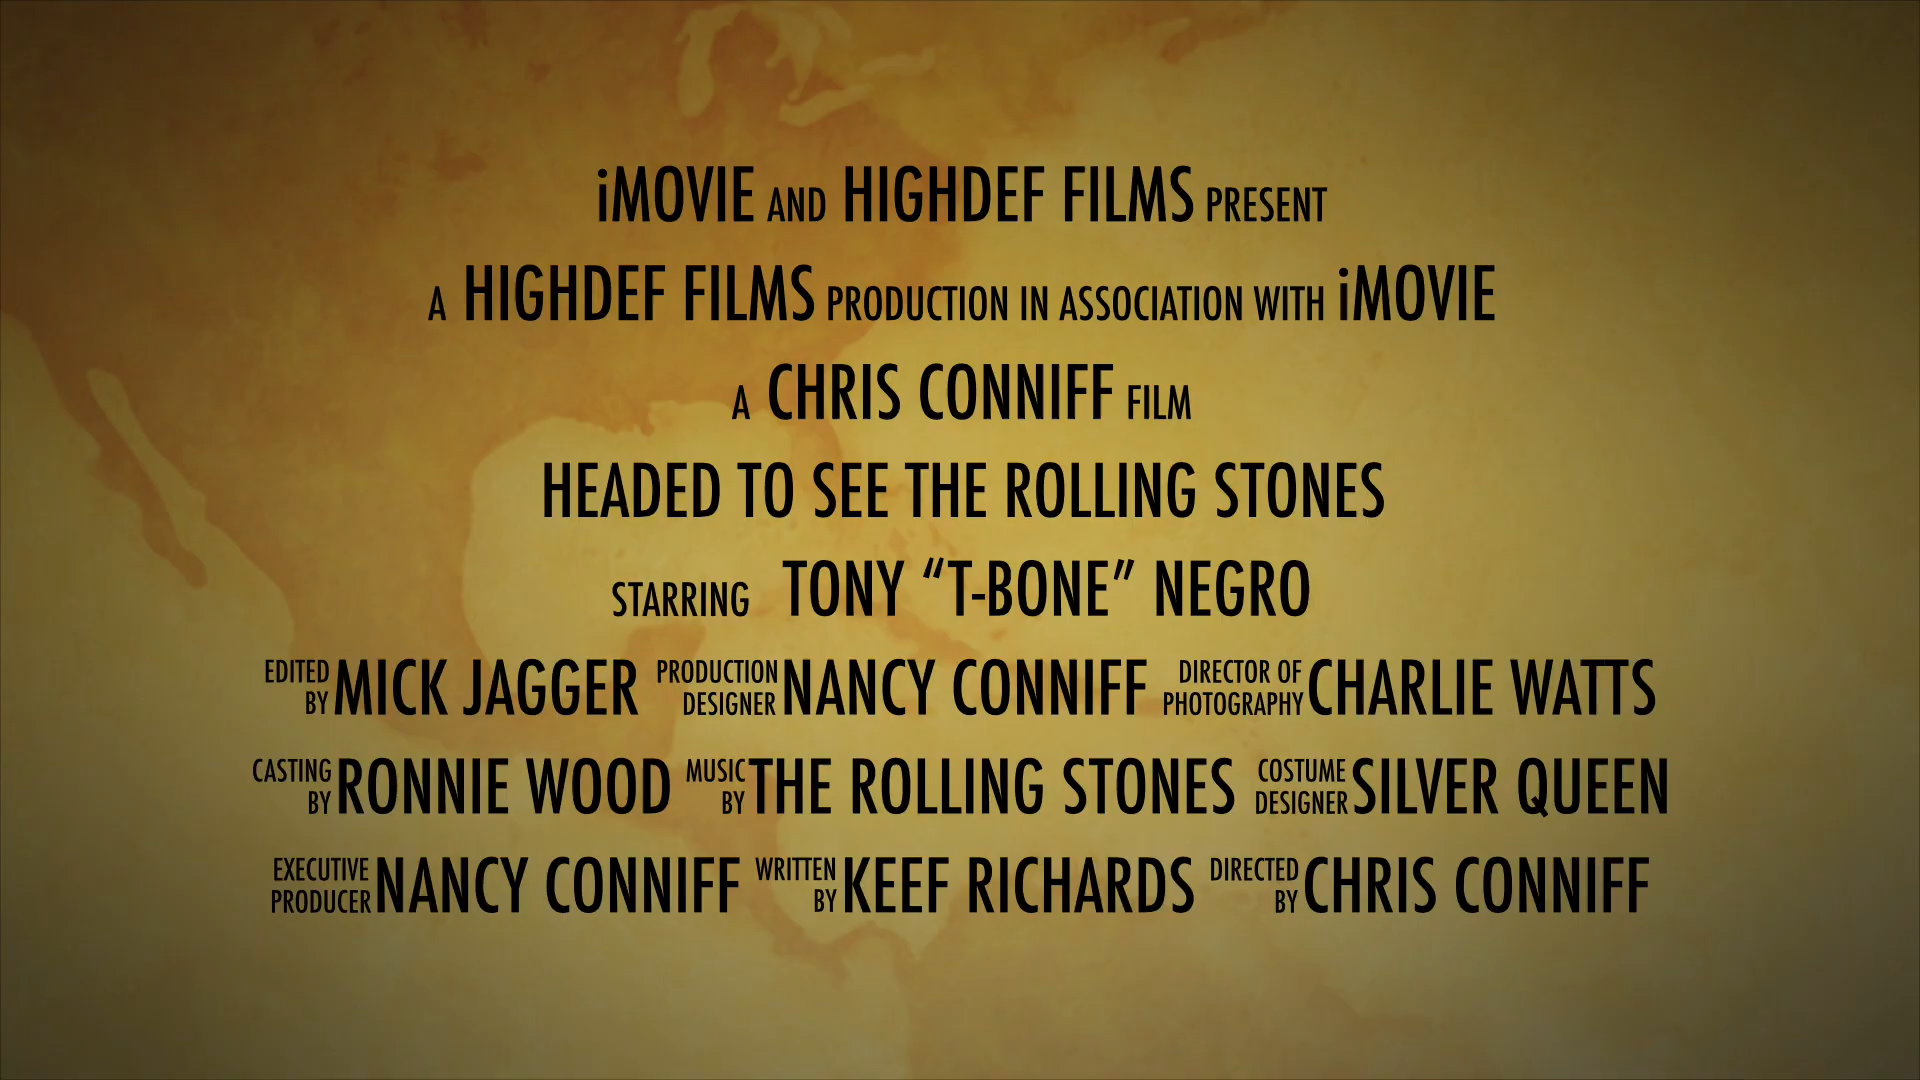 iMOVIE AND HIGHDEF FILMS PRESENT
A HIGHDEF FILMS PRODUCTION IN ASSOCIATION WITH iMOVIE
A CHRIS CONNIFF FILM
HEADED TO SEE THE ROLLING STONES
STARRING TONY “T-BONE” NEGRO
EDITED BY MICK JAGGER PRODUCTION DESIGNER NANCY CONNIFF DIRECTOR OF PHOTOGRAPHY CHARLIE WATTS
CASTING BY RONNIE WOOD MUSIC BY THE ROLLING STONES COSTUME DESIGNER SILVER QUEEN
EXECUTIVE PRODUCER NANCY CONNIFF WRITTEN BY KEEF RICHARDS DIRECTED BY CHRIS CONNIFF